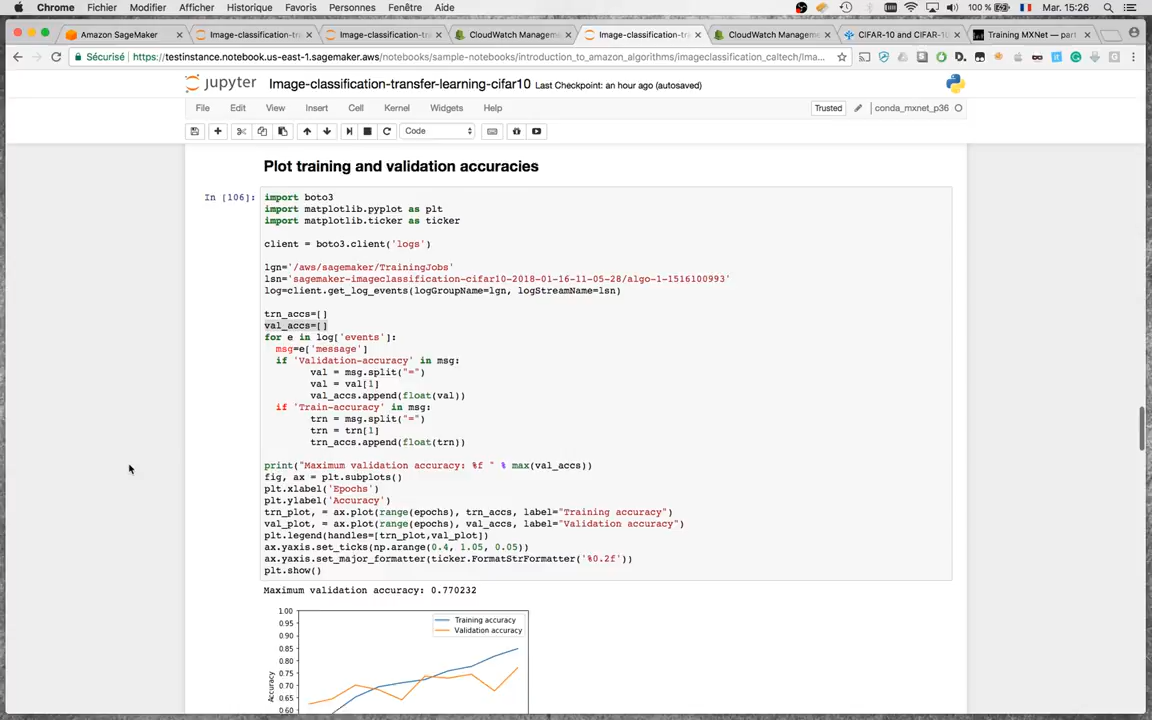 Chrome Fichier Modifier Afficher Historique Favoris Personnes Fenêtre Aide 100 % Mar. 15:26
Amazon SageMaker × Image-classification-tr × Image-classification-tra × CloudWatch Manageme × Image-classification-tr × CloudWatch Manageme × CIFAR-10 and CIFAR-10 × Training MXNet — part ×
Sécurisé https://testinstance.notebook.us-east-1.sagemaker.aws/notebooks/sample-notebooks/introduction_to_amazon_algorithms/imageclassification_caltech/Ima...
jupyter Image-classification-transfer-learning-cifar10 Last Checkpoint: an hour ago (autosaved)
File Edit View Insert Cell Kernel Widgets Help Trusted conda_mxnet_p36
Code
Plot training and validation accuracies
In [106]: import boto3
import matplotlib.pyplot as plt
import matplotlib.ticker as ticker
client = boto3.client('logs')
lgn='/aws/sagemaker/TrainingJobs'
lsn='sagemaker-imageclassification-cifar10-2018-01-16-11-05-28/algo-1-1516100993'
log=client.get_log_events(logGroupName=lgn, logStreamName=lsn)
trn_accs=[]
val_accs=[]
for e in log['events']:
msg=e['message']
if 'Validation-accuracy' in msg:
val = msg.split("=")
val = val[1]
val_accs.append(float(val))
if 'Train-accuracy' in msg:
trn = msg.split("=")
trn = trn[1]
trn_accs.append(float(trn))
print("Maximum validation accuracy: %f " % max(val_accs))
fig, ax = plt.subplots()
plt.xlabel('Epochs')
plt.ylabel('Accuracy')
trn_plot, = ax.plot(range(epochs), trn_accs, label="Training accuracy")
val_plot, = ax.plot(range(epochs), val_accs, label="Validation accuracy")
plt.legend(handles=[trn_plot,val_plot])
ax.yaxis.set_ticks(np.arange(0.4, 1.05, 0.05))
ax.yaxis.set_major_formatter(ticker.FormatStrFormatter('%0.2f'))
plt.show()
Maximum validation accuracy: 0.770232
1.00
0.95
0.90
0.85
0.80
0.75
0.70
0.65
0.60
Accuracy
Training accuracy
Validation accuracy